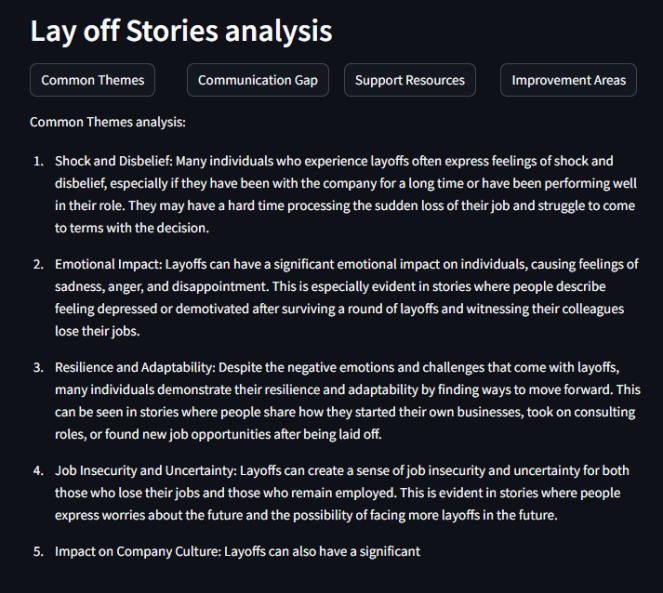 Lay off Stories analysis
Common Themes
Communication Gap
Support Resources
Improvement Areas
Common Themes analysis:
1. Shock and Disbelief: Many individuals who experience layoffs often express feelings of shock and
disbelief, especially if they have been with the company for a long time or have been performing well
in their role. They may have a hard time processing the sudden loss of their job and struggle to come
to terms with the decision.
2. Emotional Impact: Layoffs can have a significant emotional impact on individuals, causing feelings of
sadness, anger, and disappointment. This is especially evident in stories where people describe
feeling depressed or demotivated after surviving a round of layoffs and witnessing their colleagues
lose their jobs.
3. Resilience and Adaptability: Despite the negative emotions and challenges that come with layoffs,
many individuals demonstrate their resilience and adaptability by finding ways to move forward. This
can be seen in stories where people share how they started their own businesses, took on consulting
roles, or found new job opportunities after being laid off.
4. Job Insecurity and Uncertainty: Layoffs can create a sense of job insecurity and uncertainty for both
those who lose their jobs and those who remain employed. This is evident in stories where people
express worries about the future and the possibility of facing more layoffs in the future.
5. Impact on Company Culture: Layoffs can also have a significant